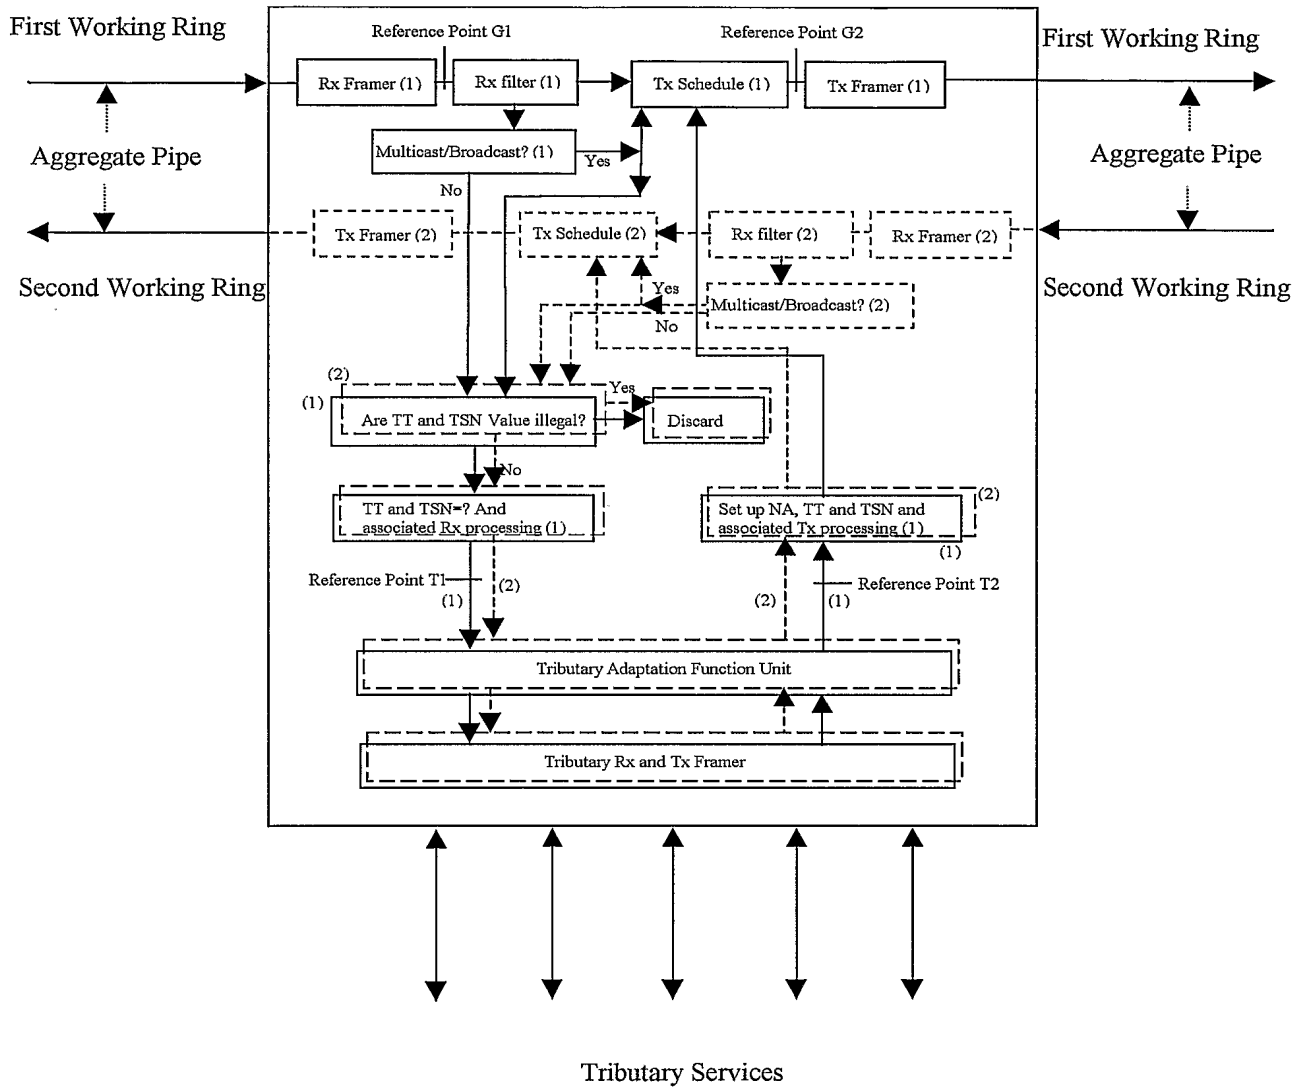 First Working Ring
Reference Point G1
Reference Point G2
First Working Ring
Rx Framer (1)
Rx filter (1)
Tx Schedule (1)
Tx Framer (1)
Aggregate Pipe
Multicast/Broadcast? (1)
Yes
Aggregate Pipe
No
Tx Framer (2)
Tx Schedule (2)
Rx filter (2)
Rx Framer (2)
Second Working Ring
Yes
Second Working Ring
Multicast/Broadcast? (2)
No
(2)
Yes
(1)
Are TT and TSN Value illegal?
Discard
No
(2)
TT and TSN=? And
associated Rx processing (1)
Set up NA, TT and TSN and
associated Tx processing (1)
(1)
Reference Point T1
(2)
(1)
(2)
(1)
Reference Point T2
Tributary Adaptation Function Unit
Tributary Rx and Tx Framer
Tributary Services